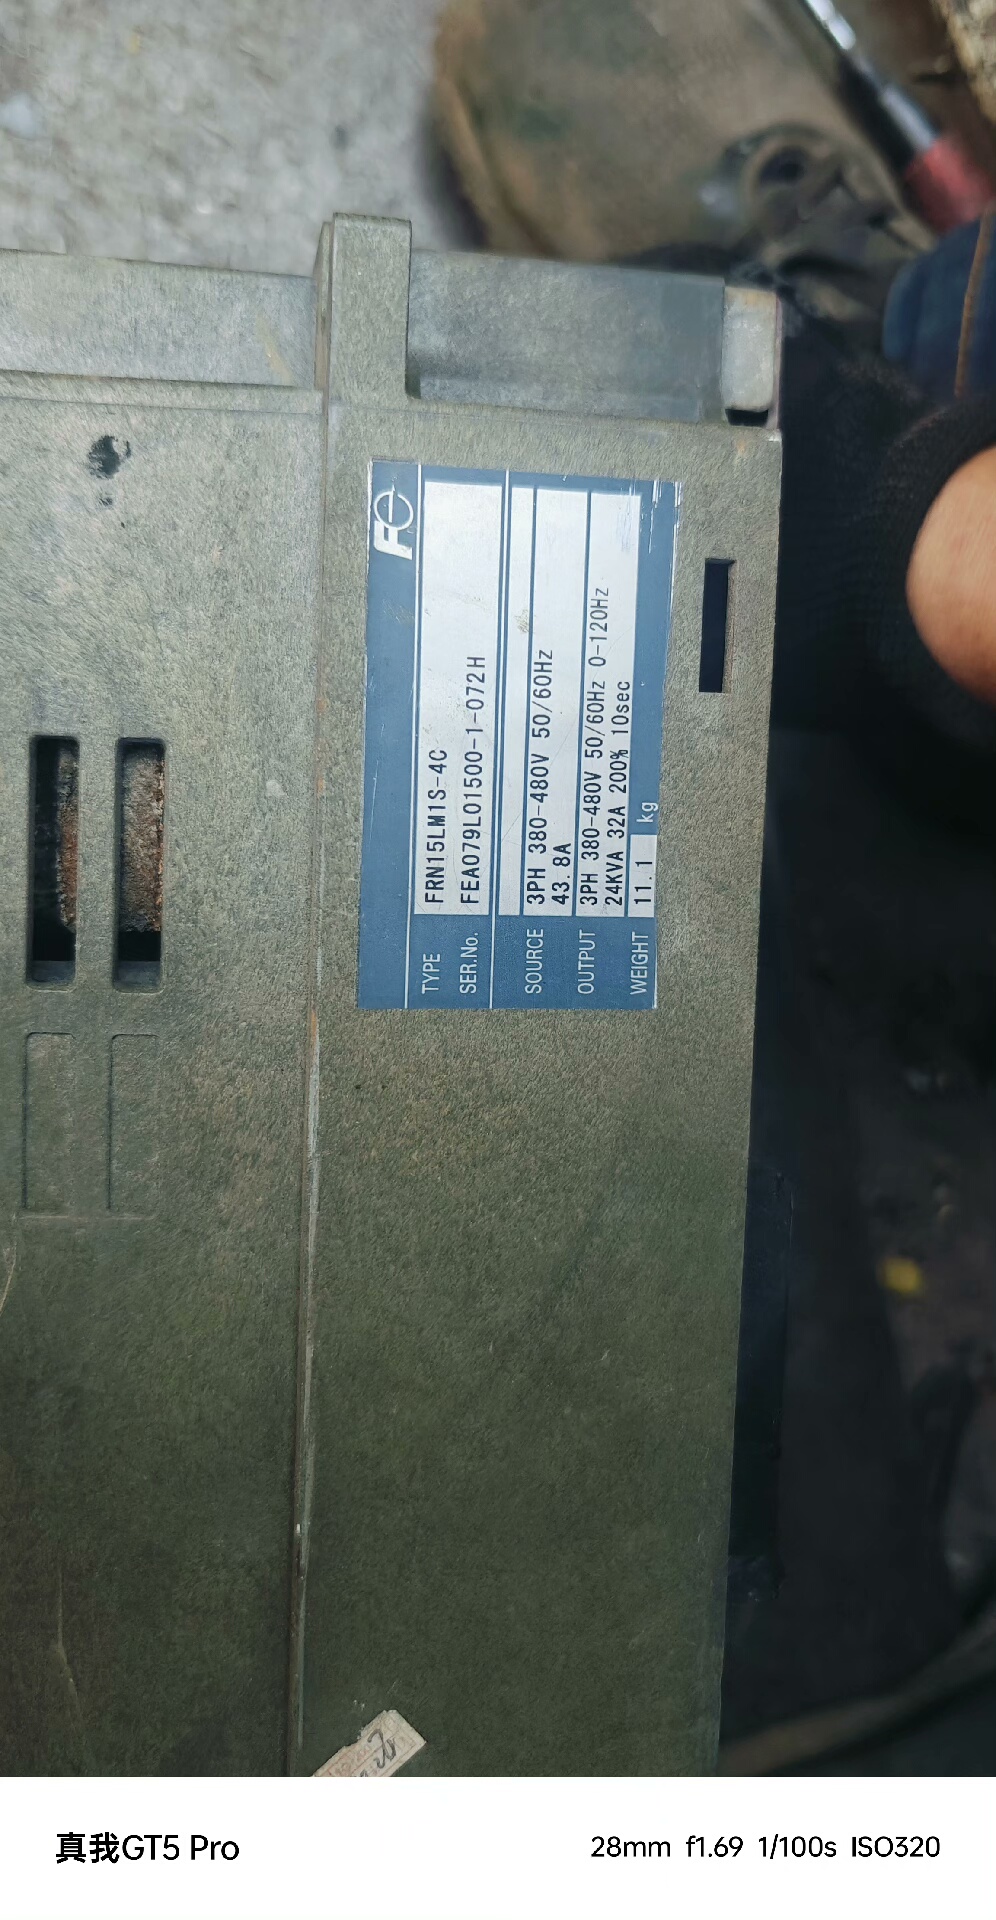 Fe
TYPE FRN15LM1S-4C
SER.No. FEA079L01500-1-072H
SOURCE 3PH 380-480V 50/60Hz
43.8A
OUTPUT 3PH 380-480V 50/60Hz 0-120Hz
24KVA 32A 200% 10sec
WEIGHT 11.1 kg
真我GT5 Pro
28mm f1.69 1/100s ISO320